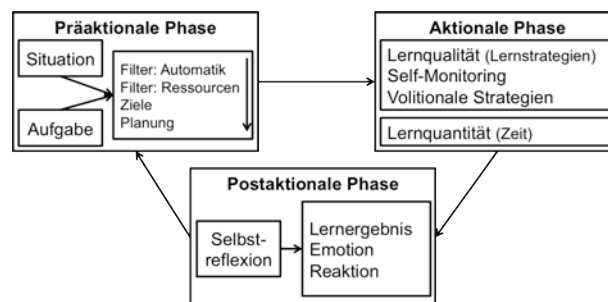 Präaktionale Phase
Situation
Aufgabe
Filter: Automatik
Filter: Ressourcen
Ziele
Planung
Aktionale Phase
Lernqualität (Lernstrategien)
Self-Monitoring
Volitionale Strategien
Lernquantität (Zeit)
Postaktionale Phase
Selbst-
reflexion
Lernergebnis
Emotion
Reaktion